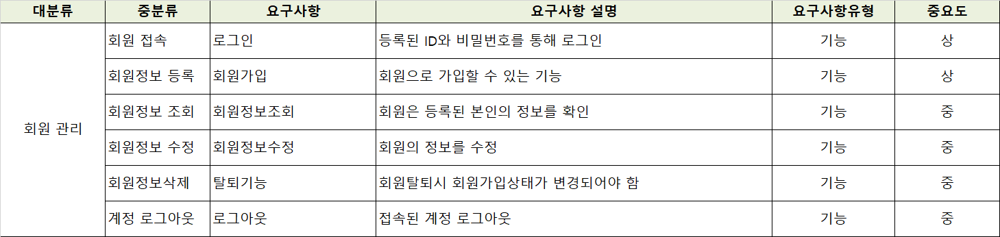 대분류 중분류 요구사항 요구사항 설명 요구사항유형 중요도
회원 접속 로그인 등록된 ID와 비밀번호를 통해 로그인 기능 상
회원정보 등록 회원가입 회원으로 가입할 수 있는 기능 기능 상
회원정보 조회 회원정보조회 회원은 등록된 본인의 정보를 확인 기능 중
회원 관리
회원정보 수정 회원정보수정 회원의 정보를 수정 기능 중
회원정보삭제 탈퇴기능 회원탈퇴시 회원가입상태가 변경되어야 함 기능 중
계정 로그아웃 로그아웃 접속된 계정 로그아웃 기능 중